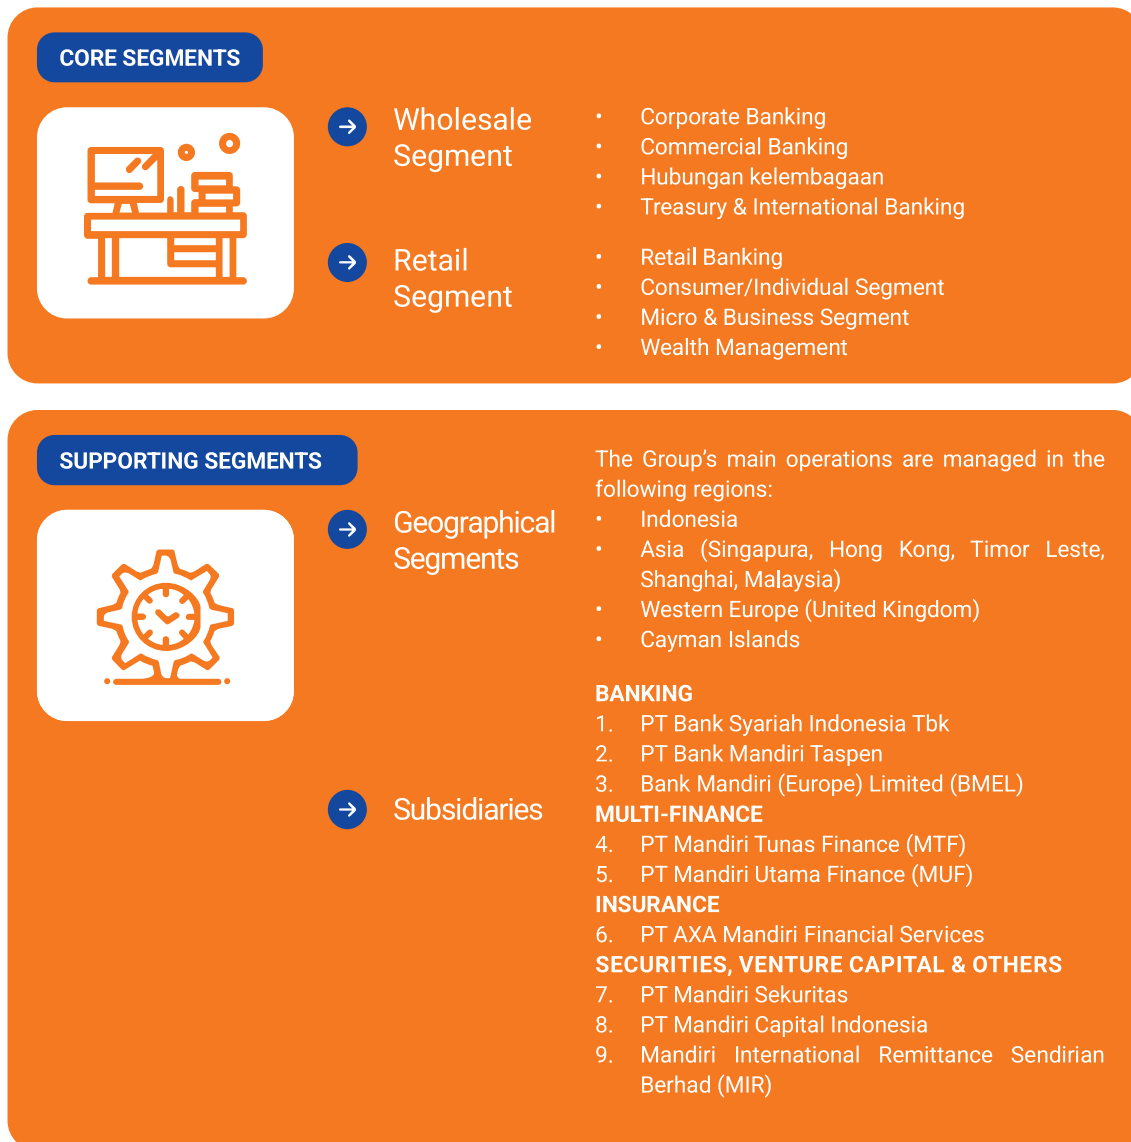 CORE SEGMENTS
Wholesale
Segment
• Corporate Banking
• Commercial Banking
• Hubungan kelembagaan
• Treasury & International Banking
Retail
Segment
• Retail Banking
• Consumer/Individual Segment
• Micro & Business Segment
• Wealth Management
SUPPORTING SEGMENTS
Geographical
Segments
The Group's main operations are managed in the
following regions:
• Indonesia
• Asia (Singapura, Hong Kong, Timor Leste,
Shanghai, Malaysia)
• Western Europe (United Kingdom)
• Cayman Islands
Subsidiaries
BANKING
1. PT Bank Syariah Indonesia Tbk
2. PT Bank Mandiri Taspen
3. Bank Mandiri (Europe) Limited (BMEL)
MULTI-FINANCE
4. PT Mandiri Tunas Finance (MTF)
5. PT Mandiri Utama Finance (MUF)
INSURANCE
6. PT AXA Mandiri Financial Services
SECURITIES, VENTURE CAPITAL & OTHERS
7. PT Mandiri Sekuritas
8. PT Mandiri Capital Indonesia
9. Mandiri International Remittance Sendirian
Berhad (MIR)